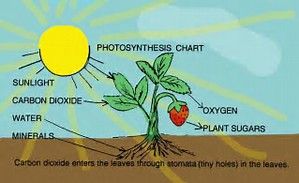 PHOTOSYNTHESIS CHART
SUNLIGHT
CARBON DIOXIDE
WATER
MINERALS
OXYGEN
PLANT SUGARS
Carbon dioxide enters the leaves through stomata (tiny holes) in the leaves.